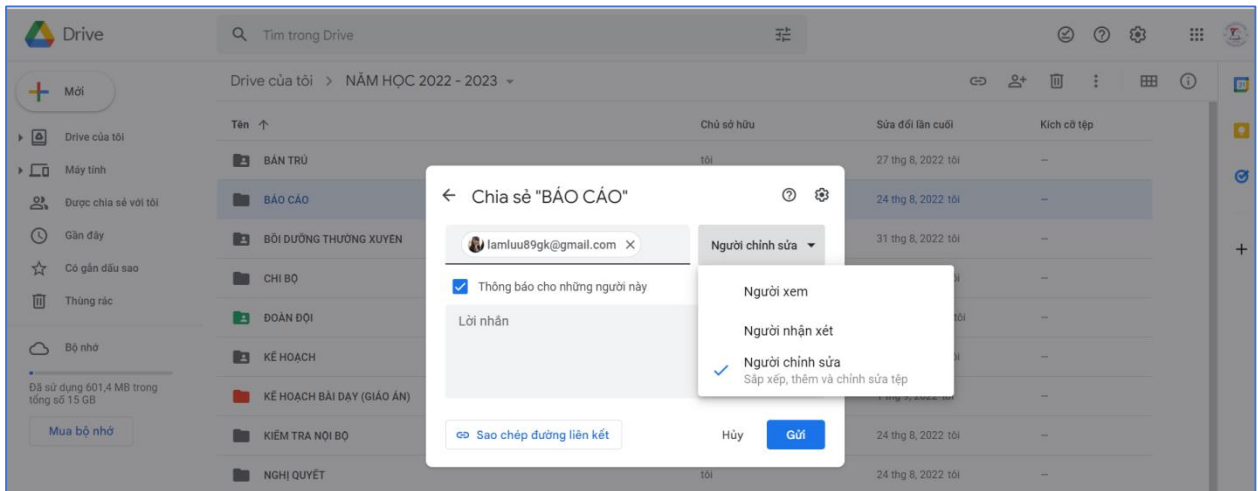 Drive
Tìm trong Drive
Mới
Drive của tôi > NĂM HỌC 2022 - 2023
Tên ↑ Chủ sở hữu Sửa đổi lần cuối Kích cỡ tệp
Drive của tôi
Máy tính
Được chia sẻ với tôi
Gần đây
Có gắn dấu sao
Thùng rác
Bộ nhớ
Đã sử dụng 601,4 MB trong
tổng số 15 GB
Mua bộ nhớ
BÁN TRÚ tôi 27 thg 8, 2022 tôi —
BÁO CÁO 24 thg 8, 2022 tôi —
BỒI DƯỠNG THƯỜNG XUYÊN 31 thg 8, 2022 tôi —
CHI BỘ —
ĐOÀN ĐỘI —
KẾ HOẠCH —
KẾ HOẠCH BÀI DẠY (GIÁO ÁN) —
KIỂM TRA NỘI BỘ 24 thg 8, 2022 tôi —
NGHỊ QUYẾT tôi 24 thg 8, 2022 tôi —
Chia sẻ "BÁO CÁO"
lamluu89gk@gmail.com
Người chỉnh sửa
Thông báo cho những người này
Lời nhắn
Người xem
Người nhận xét
Người chỉnh sửa
Sắp xếp, thêm và chỉnh sửa tệp
Sao chép đường liên kết
Hủy
Gửi